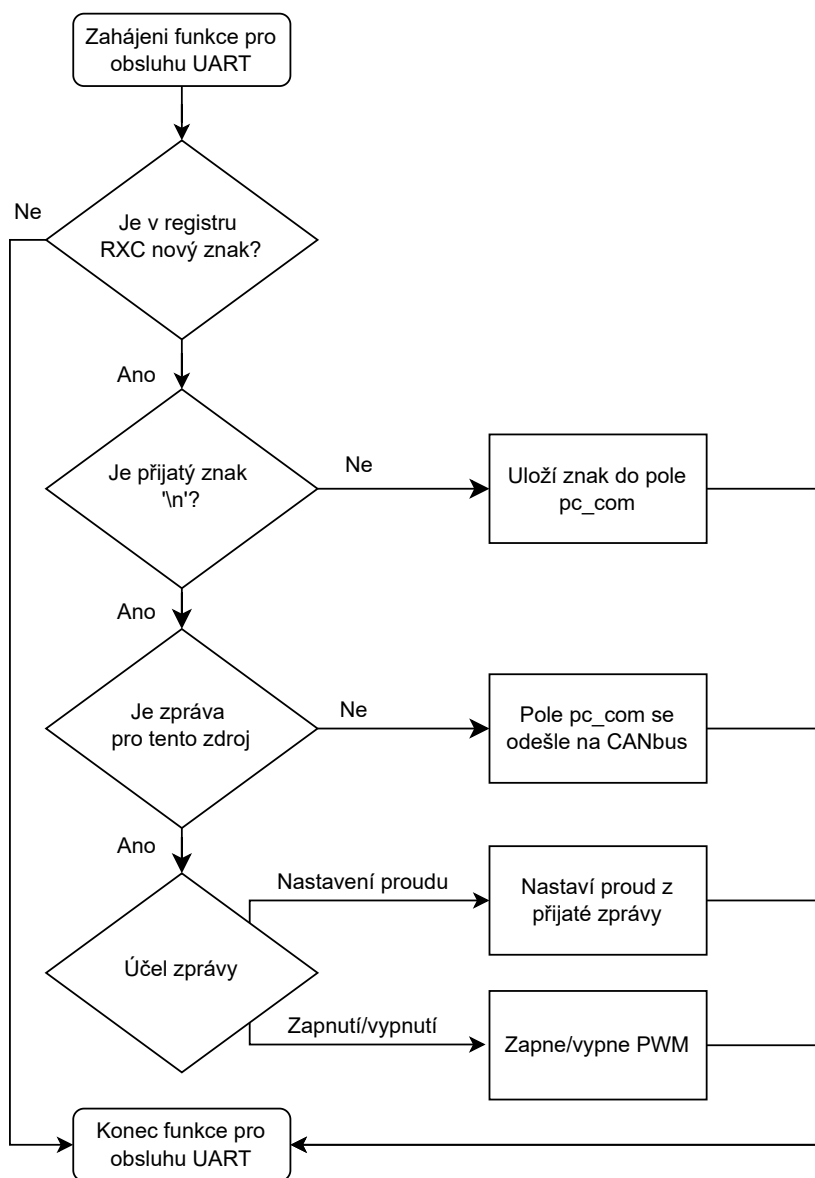 Zahájeni funkce pro
obsluhu UART
Ne
Je v registru
RXC nový znak?
Ano
Je přijatý znak
'\n'?
Ne
Uloží znak do pole
pc_com
Ano
Je zpráva
pro tento zdroj
Ne
Pole pc_com se
odešle na CANbus
Ano
Účel zprávy
Nastavení proudu
Nastaví proud z
přijaté zprávy
Zapnutí/vypnutí
Zapne/vypne PWM
Konec funkce pro
obsluhu UART